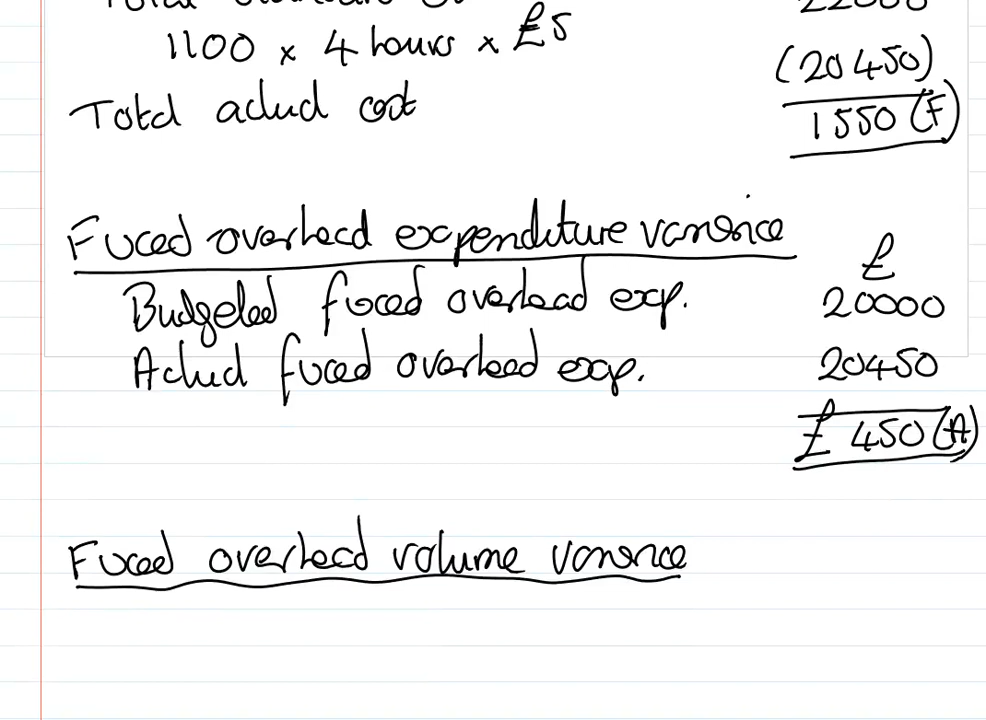 Total
1100 × 4 hours × £5
(20450)
Total actual cost
1550 (F)
Fixed overhead expenditure variance
£
Budgeted fixed overhead exp. 20000
Actual fixed overhead exp. 20450
£ 450 (A)
Fixed overhead volume variance